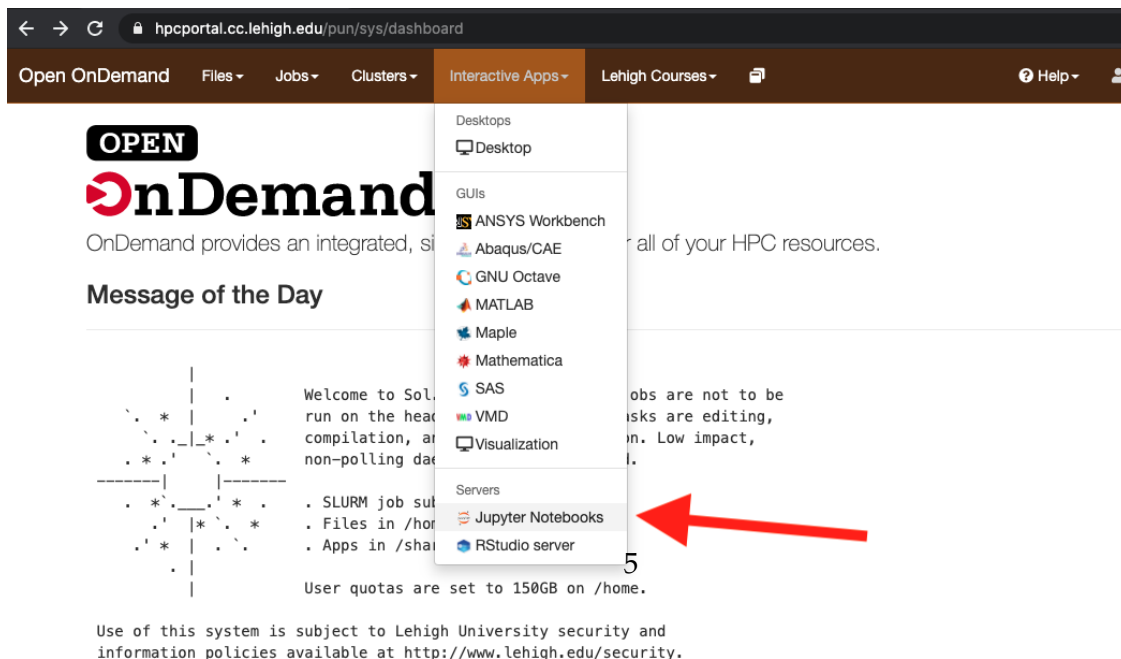 hpcportal.cc.lehigh.edu/pun/sys/dashboard
Open OnDemand Files Jobs Clusters Interactive Apps Lehigh Courses Help
OPEN
OnDemand
OnDemand provides an integrated, si r all of your HPC resources.
Message of the Day
Desktops
Desktop
GUIs
ANSYS Workbench
Abaqus/CAE
GNU Octave
MATLAB
Maple
Mathematica
SAS
VMD
Visualization
Servers
Jupyter Notebooks
RStudio server
5
Welcome to Sol. obs are not to be
run on the head asks are editing,
compilation, an on. Low impact,
non-polling dae d.
. SLURM job sub
. Files in /hom
. Apps in /shar
User quotas are set to 150GB on /home.
Use of this system is subject to Lehigh University security and
information policies available at http://www.lehigh.edu/security.